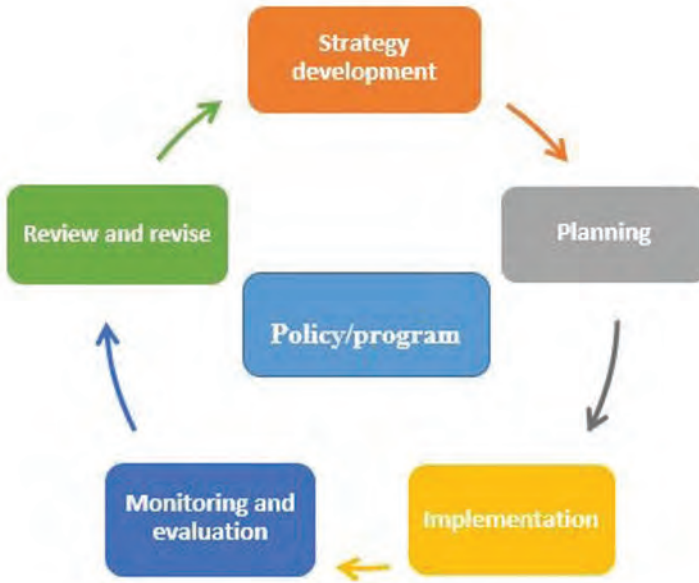 Strategy
development
Planning
Implementation
Monitoring and
evaluation
Review and revise
Policy/program